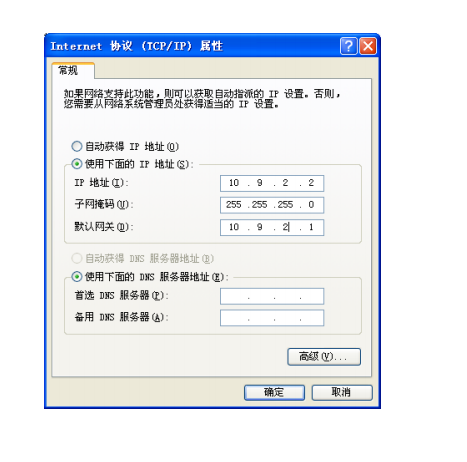 Internet 协议 (TCP/IP) 属性
常规
如果网络支持此功能，则可以获取自动指派的 IP 设置。否则，
您需要从网络系统管理员处获得适当的 IP 设置。
自动获得 IP 地址(O)
使用下面的 IP 地址(S):
IP 地址(I): 10 . 9 . 2 . 2
子网掩码(U): 255 .255 .255 . 0
默认网关(D): 10 . 9 . 2 . 1
自动获得 DNS 服务器地址(B)
使用下面的 DNS 服务器地址(E):
首选 DNS 服务器(P): . . .
备用 DNS 服务器(A): . . .
高级(V)...
确定 取消